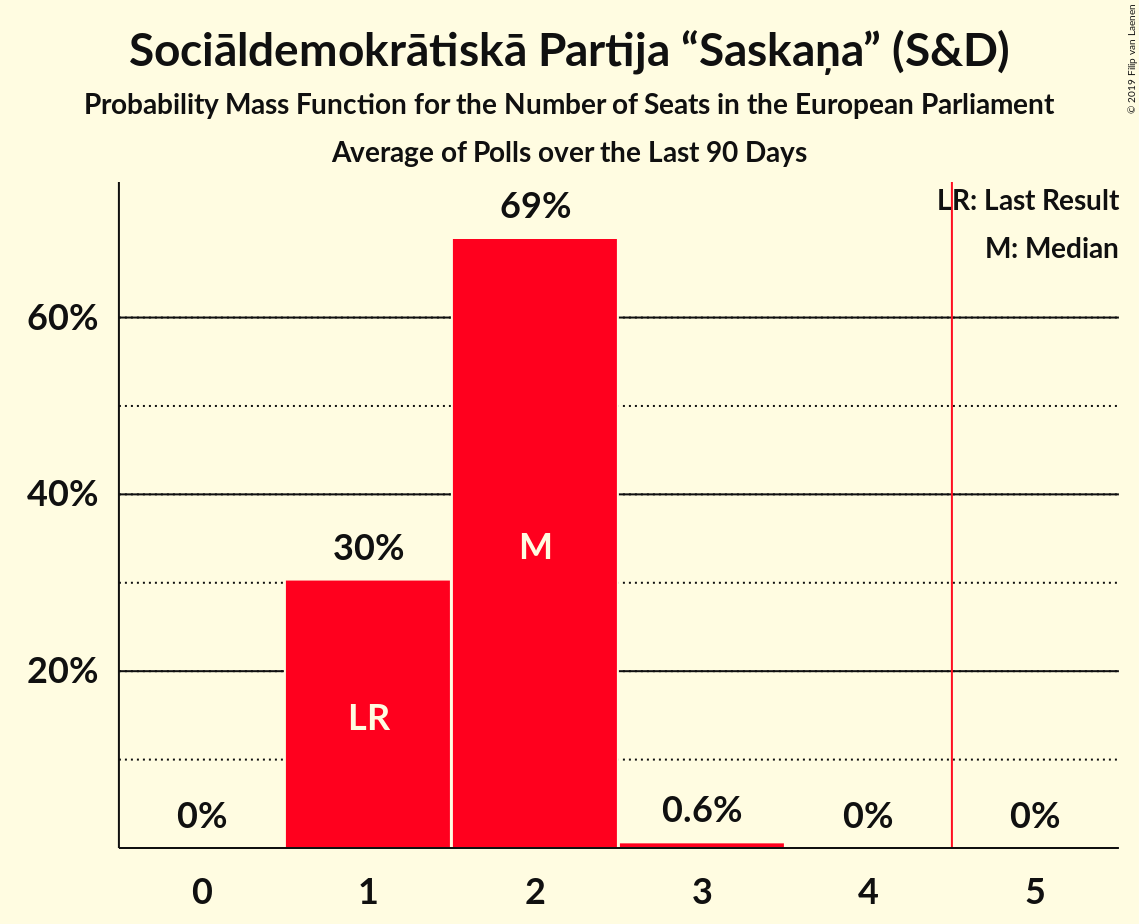 Sociāldemokrātiskā Partija “Saskaņa” (S&D)
Probability Mass Function for the Number of Seats in the European Parliament
Average of Polls over the Last 90 Days
© 2019 Filip van Laenen
LR: Last Result
M: Median
69%
60%
40%
30%
M
20%
LR
0%
0.6%
0%
0%
0 1 2 3 4 5